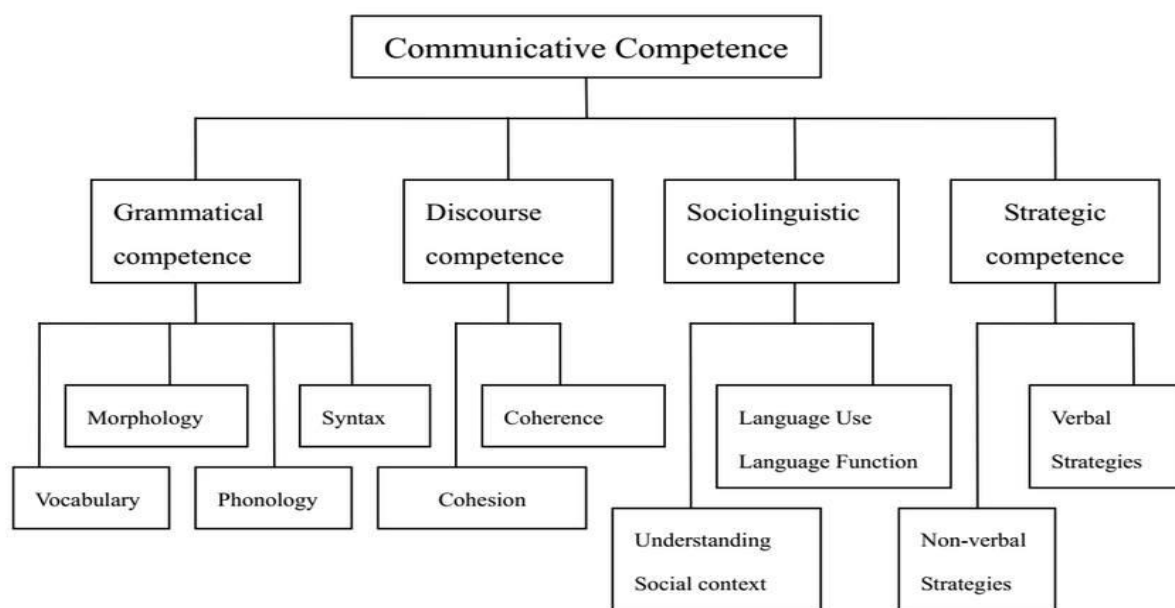 Communicative Competence
Grammatical
competence
Discourse
competence
Sociolinguistic
competence
Strategic
competence
Morphology
Syntax
Vocabulary
Phonology
Coherence
Cohesion
Language Use
Language Function
Understanding
Social context
Verbal
Strategies
Non-verbal
Strategies